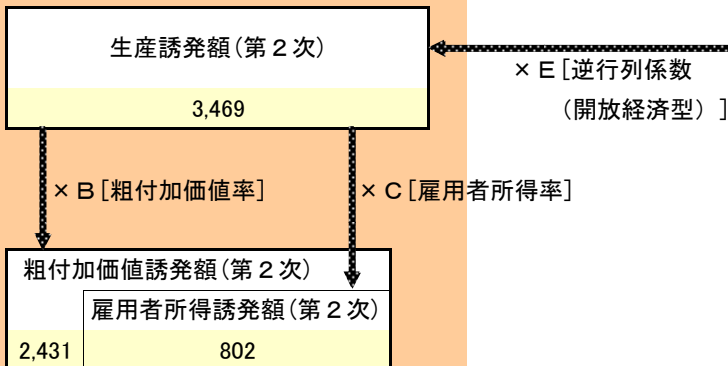 生産誘発額(第２次)
×Ｅ[逆行列係数
(開放経済型) ]
3,469
×Ｂ[粗付加価値率]
×Ｃ[雇用者所得率]
粗付加価値誘発額(第２次)
雇用者所得誘発額(第２次)
2,431
802